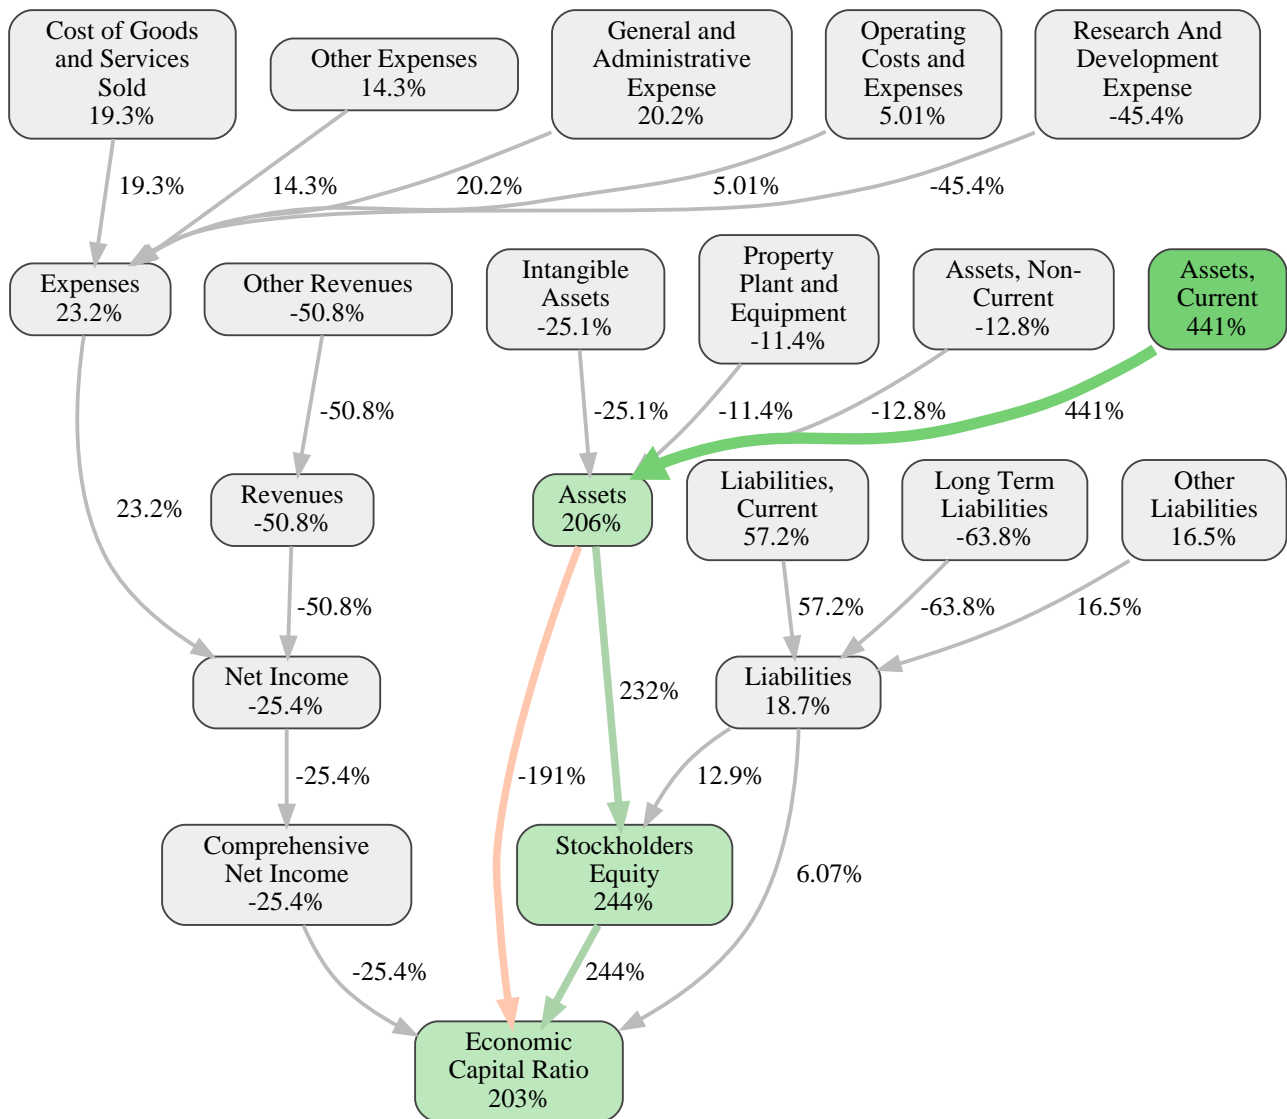 Cost of Goods
and Services
Sold
19.3%
Other Expenses
14.3%
General and
Administrative
Expense
20.2%
Operating
Costs and
Expenses
5.01%
Research And
Development
Expense
-45.4%
19.3%
14.3%
20.2%
5.01%
-45.4%
Expenses
23.2%
Other Revenues
-50.8%
Intangible
Assets
-25.1%
Property
Plant and
Equipment
-11.4%
Assets, Non-
Current
-12.8%
Assets,
Current
441%
-50.8%
-25.1%
-11.4%
-12.8%
441%
23.2%
Revenues
-50.8%
Assets
206%
Liabilities,
Current
57.2%
Long Term
Liabilities
-63.8%
Other
Liabilities
16.5%
-50.8%
57.2%
-63.8%
16.5%
Net Income
-25.4%
232%
Liabilities
18.7%
-25.4%
-191%
12.9%
Comprehensive
Net Income
-25.4%
Stockholders
Equity
244%
6.07%
-25.4%
244%
Economic
Capital Ratio
203%